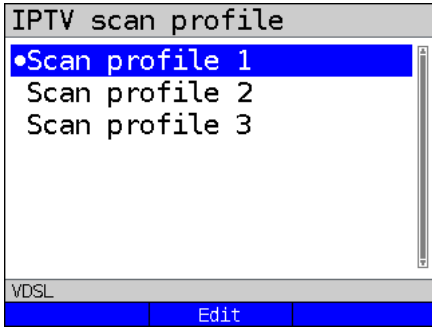 IPTV scan profile
•Scan profile 1
Scan profile 2
Scan profile 3
VDSL
Edit